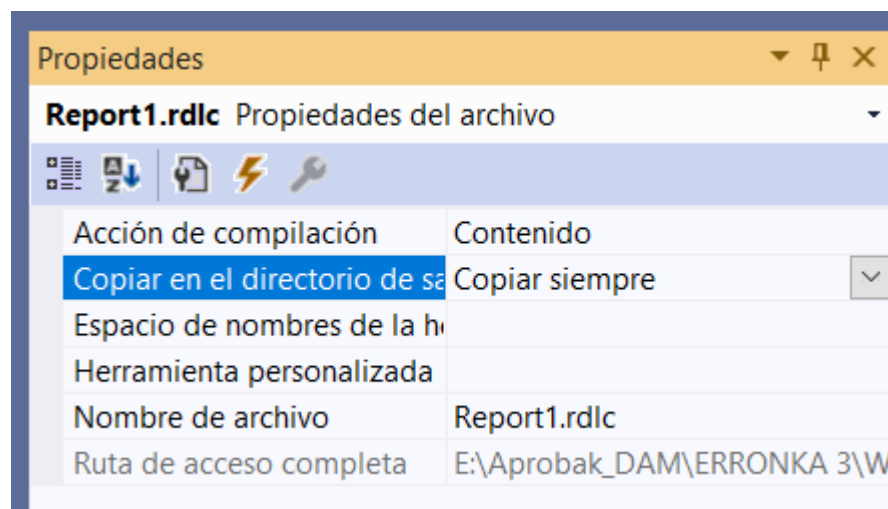 Propiedades
Report1.rdlc Propiedades del archivo
Acción de compilación Contenido
Copiar en el directorio de sa Copiar siempre
Espacio de nombres de la he
Herramienta personalizada
Nombre de archivo Report1.rdlc
Ruta de acceso completa E:\Aprobak_DAM\ERRONKA 3\W